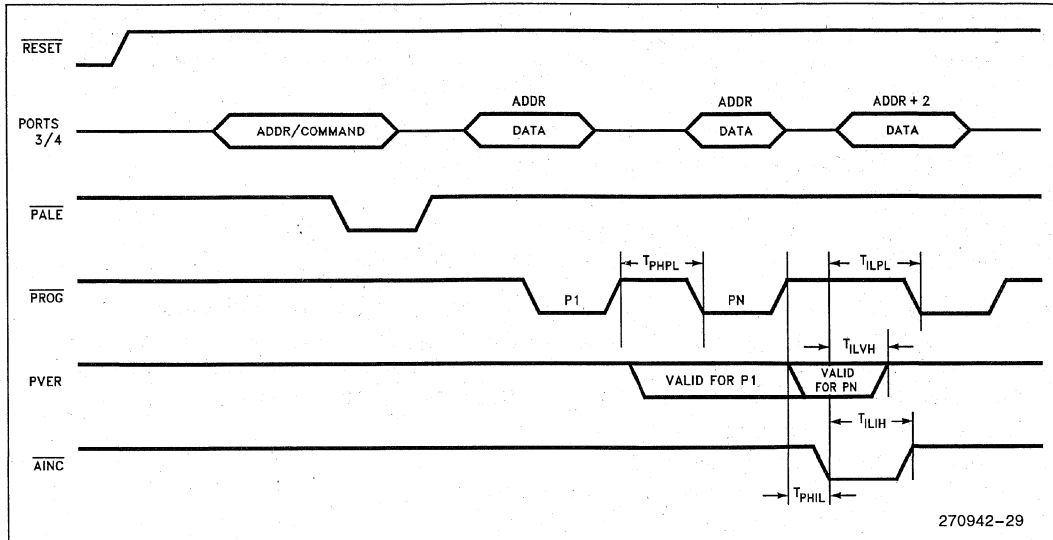 RESET
PORTS
3/4
ADDR/COMMAND
ADDR
DATA
ADDR
DATA
ADDR + 2
DATA
PALE
PROG
P1
TPHPL
PN
TILPL
PVER
VALID FOR P1
VALID
FOR PN
TILVH
AINC
TILIH
TPHIL
270942-29